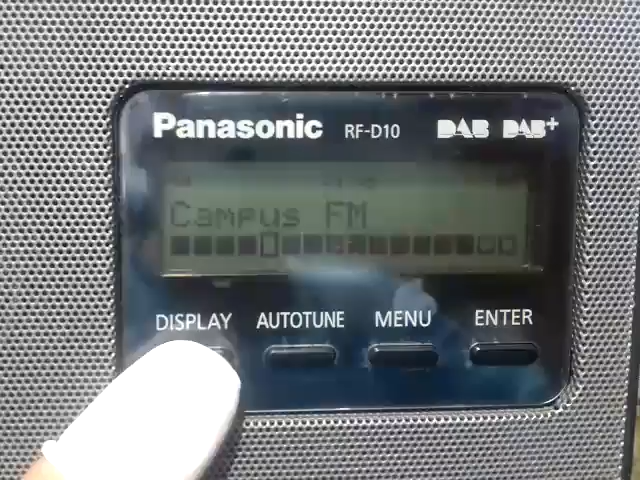 Panasonic RF-D10 DAB DAB+
Campus FM
DISPLAY AUTOTUNE MENU ENTER